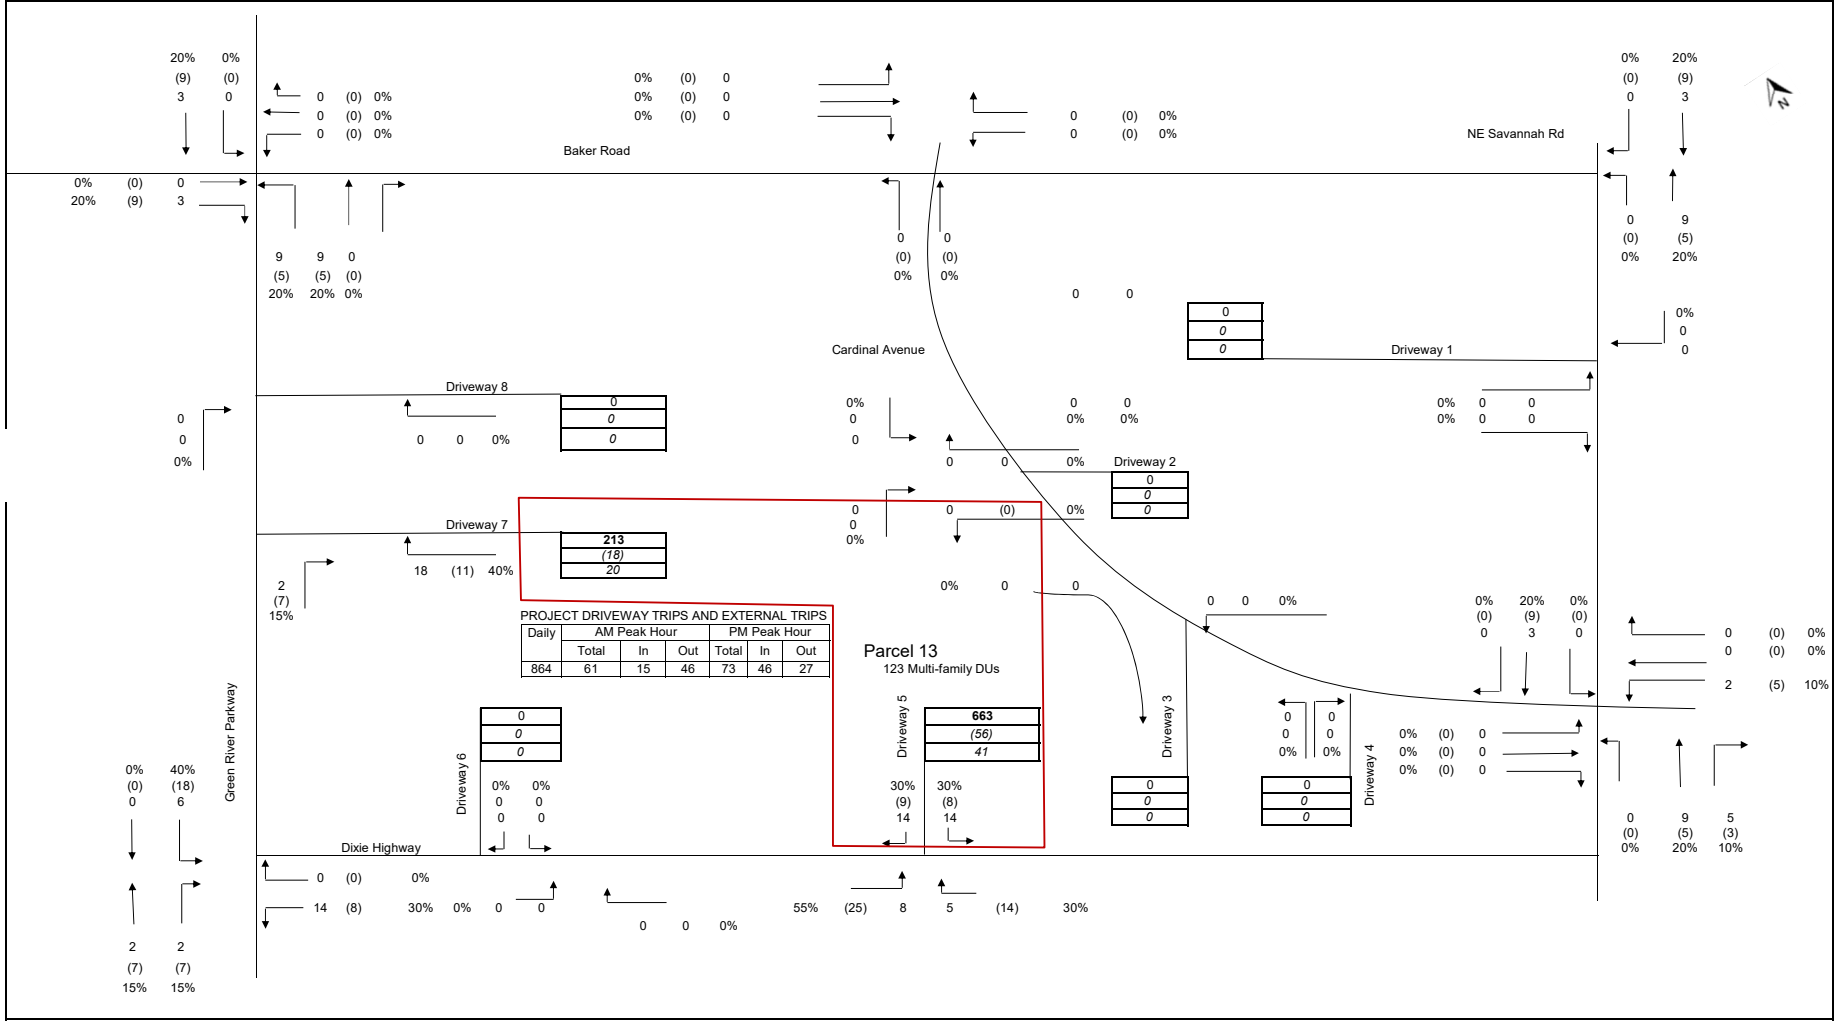 20% 0%
(9) (0)
3 0
0 (0) 0%
0 (0) 0%
0 (0) 0%
0% (0) 0
0% (0) 0
0% (0) 0
0 (0) 0%
0 (0) 0%
0% 20%
(0) (9)
0 3
N
NE Savannah Rd
Baker Road
0% (0) 0
20% (9) 3
9 9 0
(5) (5) (0)
20% 20% 0%
0 0
(0) (0)
0% 0%
0 9
(0) (5)
0% 20%
0 0
0
0
0
Driveway 1
0%
0
0
Cardinal Avenue
Driveway 8
0
0
0
0
0
0%
0 0 0%
0%
0
0
0 0
0% 0%
0% 0 0
0% 0 0
0 0 0%
Driveway 2
0
0
0
0
0
0%
0 (0) 0%
Driveway 7
213
(18)
20
18 (11) 40%
2
(7)
15%
0% 0 0
0 0 0%
0% 20% 0%
(0) (9) (0)
0 3 0
0 (0) 0%
0 (0) 0%
2 (5) 10%
PROJECT DRIVEWAY TRIPS AND EXTERNAL TRIPS
Daily AM Peak Hour PM Peak Hour
Total In Out Total In Out
864 61 15 46 73 46 27
Parcel 13
123 Multi-family DUs
Green River Parkway
Driveway 6
0
0
0
0% 0%
0 0
0 0
Driveway 5
663
(56)
41
30% 30%
(9) (8)
14 14
Driveway 3
0
0
0
0 0
0 0
0% 0%
Driveway 4
0
0
0
0% (0) 0
0% (0) 0
0% (0) 0
0 9 5
(0) (5) (3)
0% 20% 10%
0% 40%
(0) (18)
0 6
Dixie Highway
0 (0) 0%
14 (8) 30%
0% 0 0
0 0 0%
55% (25) 8
5 (14) 30%
2 2
(7) (7)
15% 15%